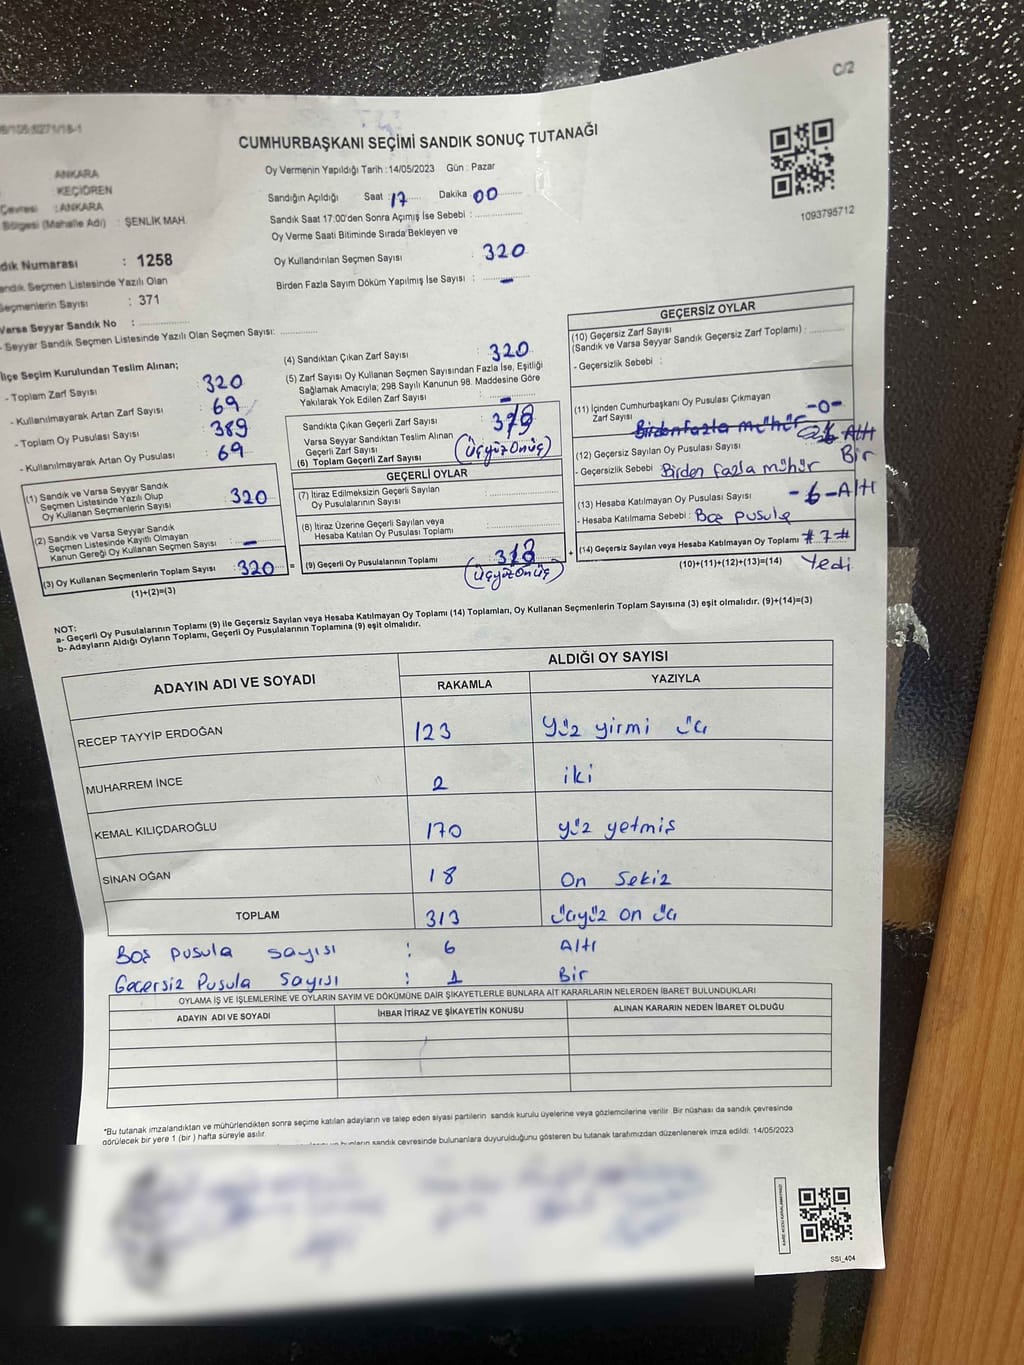 C/2
CUMHURBAŞKANI SEÇİMİ SANDIK SONUÇ TUTANAĞI
1093795712
ANKARA
KEÇİÖREN
Çevresi : ANKARA
Bölgesi (Mahalle Adı) : ŞENLİK MAH.
Numarası : 1258
Seçmen Listesinde Yazılı Olan
Seçmenlerin Sayısı : 371
Varsa Seyyar Sandık No :
- Seyyar Sandık Seçmen Listesinde Yazılı Olan Seçmen Sayısı:
Oy Vermenin Yapıldığı Tarih : 14/05/2023 Gün : Pazar
Sandığın Açıldığı Saat : 17 Dakika 00
Sandık Saat 17:00'den Sonra Açımış İse Sebebi :
Oy Verme Saati Bitiminde Sırada Bekleyen ve
Oy Kullandırılan Seçmen Sayısı 320
Birden Fazla Sayım Döküm Yapılmış İse Sayısı : -
İlçe Seçim Kurulundan Teslim Alınan;
- Toplam Zarf Sayısı : 320
- Kullanılmayarak Artan Zarf Sayısı : 69
- Toplam Oy Pusulası Sayısı : 389
- Kullanılmayarak Artan Oy Pusulası : 69
(1) Sandık ve Varsa Seyyar Sandık
Seçmen Listesinde Yazılı Olup
Oy Kullanan Seçmenlerin Sayısı : 320
(2) Sandık ve Varsa Seyyar Sandık
Seçmen Listesinde Kayıtlı Olmayan
Kanun Gereği Oy Kullanan Seçmen Sayısı : -
(3) Oy Kullanan Seçmenlerin Toplam Sayısı : 320
(1)+(2)=(3)
(4) Sandıktan Çıkan Zarf Sayısı : 320
(5) Zarf Sayısı Oy Kullanan Seçmen Sayısından Fazla İse, Eşitliği
Sağlamak Amacıyla; 298 Sayılı Kanunun 98. Maddesine Göre
Yakılarak Yok Edilen Zarf Sayısı : -
Sandıkta Çıkan Geçerli Zarf Sayısı
Varsa Seyyar Sandıktan Teslim Alınan
Geçerli Zarf Sayısı
(6) Toplam Geçerli Zarf Sayısı (üçyüzonüç)
GEÇERLİ OYLAR
(7) İtiraz Edilmeksizin Geçerli Sayılan
Oy Pusulalarının Sayısı :
(8) İtiraz Üzerine Geçerli Sayılan veya
Hesaba Katılan Oy Pusulası Toplamı :
(9) Geçerli Oy Pusulalarının Toplamı : 313
(üçyüzonüç)
GEÇERSİZ OYLAR
(10) Geçersiz Zarf Sayısı
(Sandık ve Varsa Seyyar Sandık Geçersiz Zarf Toplamı) :
- Geçersizlik Sebebi :
(11) İçinden Cumhurbaşkanı Oy Pusulası Çıkmayan
Zarf Sayısı -0-
Birden fazla mühür Altı
(12) Geçersiz Sayılan Oy Pusulası Sayısı Bir
- Geçersizlik Sebebi Birden fazla mühür
(13) Hesaba Katılmayan Oy Pusulası Sayısı -6-Altı
- Hesaba Katılmama Sebebi : Boş pusula
(14) Geçersiz Sayılan veya Hesaba Katılmayan Oy Toplamı #7#
(10)+(11)+(12)+(13)=(14) Yedi
NOT:
a- Geçerli Oy Pusulalarının Toplamı (9) ile Geçersiz Sayılan veya Hesaba Katılmayan Oy Toplamı (14) Toplamları, Oy Kullanan Seçmenlerin Toplam Sayısına (3) eşit olmalıdır. (9)+(14)=(3)
b- Adayların Aldığı Oyların Toplamı, Geçerli Oy Pusulalarının Toplamına (9) eşit olmalıdır.
ADAYIN ADI VE SOYADI ALDIĞI OY SAYISI
RAKAMLA YAZIYLA
RECEP TAYYİP ERDOĞAN 123 Yüz yirmi üç
MUHARREM İNCE 2 iki
KEMAL KILIÇDAROĞLU 170 yüz yetmiş
SİNAN OĞAN 18 On Sekiz
TOPLAM 313 üçyüz on üç
Boş pusula sayısı : 6 Altı
Geçersiz Pusula Sayısı : 1 Bir
OYLAMA İŞ VE İŞLEMLERİNE VE OYLARIN SAYIM VE DÖKÜMÜNE DAİR ŞİKAYETLERLE BUNLARA AİT KARARLARIN NELERDEN İBARET BULUNDUKLARI
ADAYIN ADI VE SOYADI İHBAR İTİRAZ VE ŞİKAYETİN KONUSU ALINAN KARARIN NEDEN İBARET OLDUĞU
*Bu tutanak imzalandıktan ve mühürlendikten sonra seçime katılan adayların ve talep eden siyasi partilerin sandık kurulu üyelerine veya gözlemcilerine verilir. Bir nüshası da sandık çevresinde
görülecek bir yere 1 (bir) hafta süreyle asılır.
sandık çevresinde bulunanlara duyurulduğunu gösteren bu tutanak tarafımızdan düzenlenerek imza edildi. 14/05/2023
SSI_404